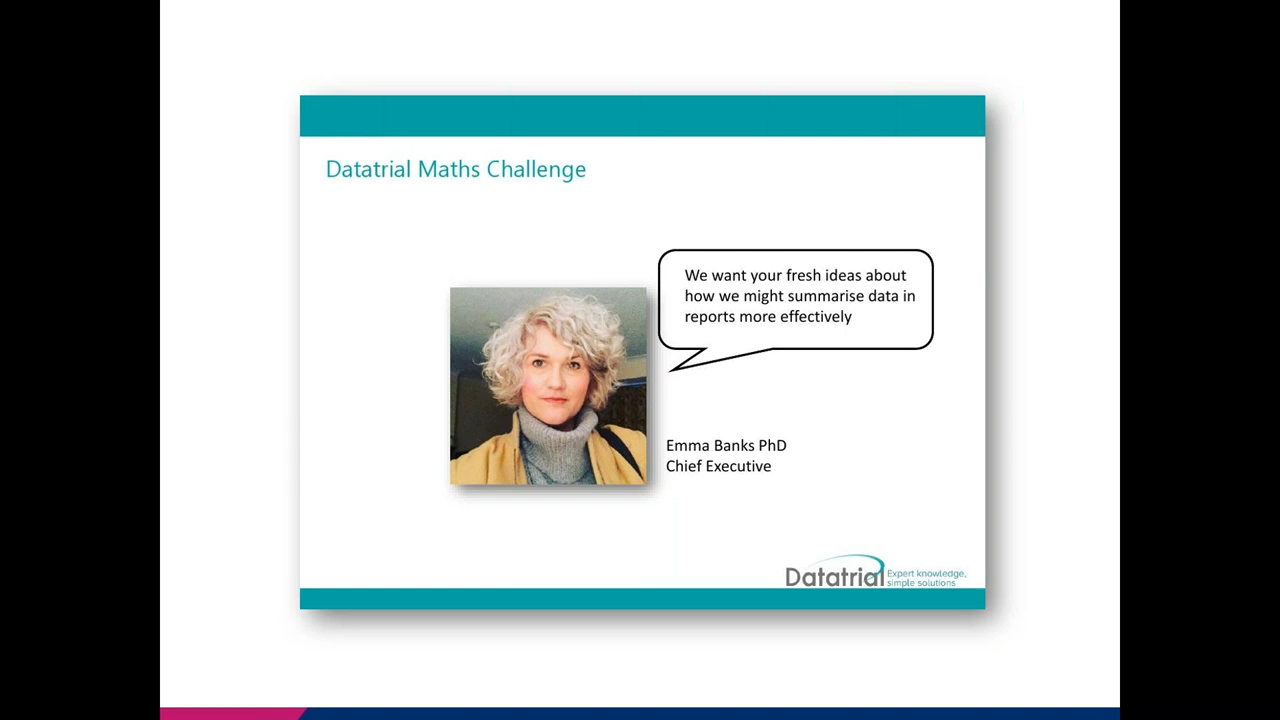 Datatrial Maths Challenge
We want your fresh ideas about
how we might summarise data in
reports more effectively
Emma Banks PhD
Chief Executive
Datatrial
Expert knowledge,
simple solutions